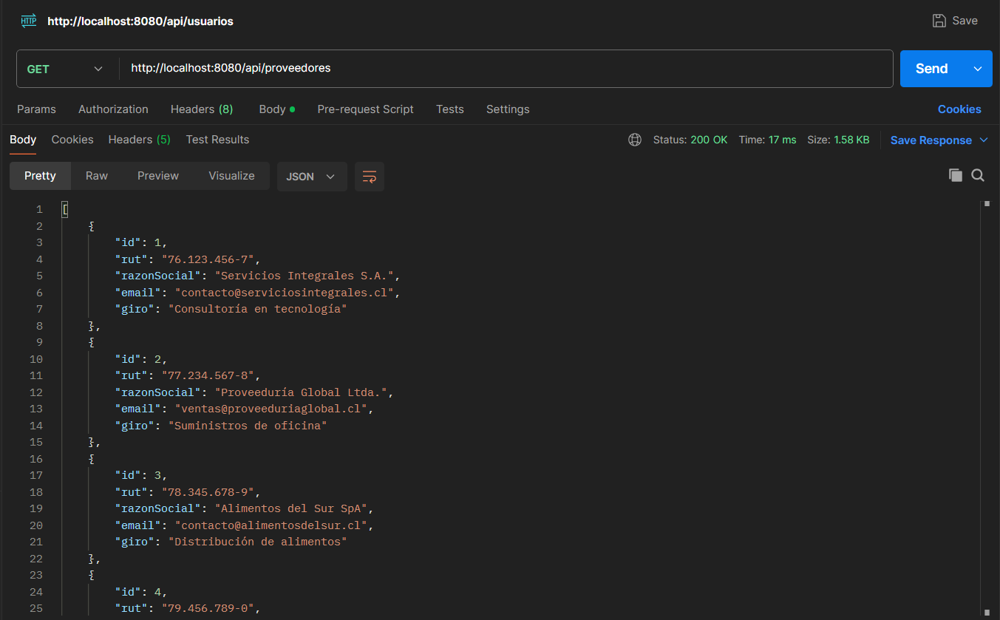 HTTP http://localhost:8080/api/usuarios Save
GET http://localhost:8080/api/proveedores Send
Params Authorization Headers (8) Body Pre-request Script Tests Settings Cookies
Body Cookies Headers (5) Test Results Status: 200 OK Time: 17 ms Size: 1.58 KB Save Response
Pretty Raw Preview Visualize JSON
1 [
2 {
3 "id": 1,
4 "rut": "76.123.456-7",
5 "razonSocial": "Servicios Integrales S.A.",
6 "email": "contacto@serviciosintegrales.cl",
7 "giro": "Consultoría en tecnología"
8 },
9 {
10 "id": 2,
11 "rut": "77.234.567-8",
12 "razonSocial": "Proveeduría Global Ltda.",
13 "email": "ventas@proveeduriaglobal.cl",
14 "giro": "Suministros de oficina"
15 },
16 {
17 "id": 3,
18 "rut": "78.345.678-9",
19 "razonSocial": "Alimentos del Sur SpA",
20 "email": "contacto@alimentosdelsur.cl",
21 "giro": "Distribución de alimentos"
22 },
23 {
24 "id": 4,
25 "rut": "79.456.789-0",